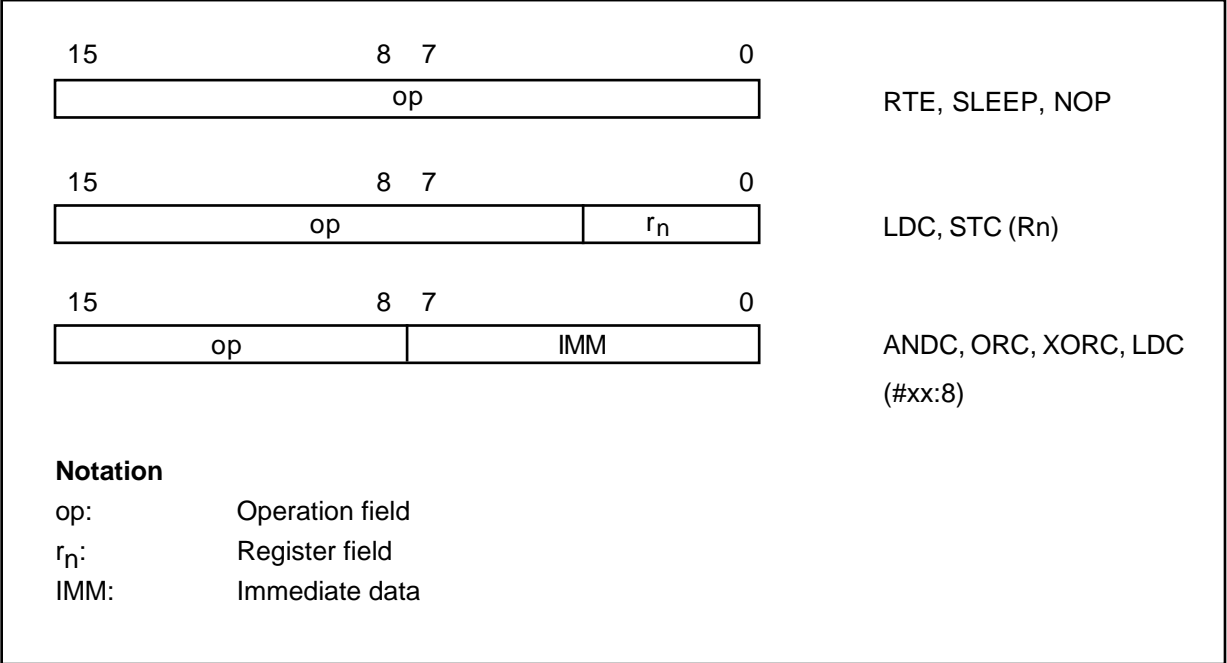 15 8 7 0
op RTE, SLEEP, NOP
15 8 7 0
op rn LDC, STC (Rn)
15 8 7 0
op IMM ANDC, ORC, XORC, LDC
(#xx:8)
Notation
op: Operation field
rn: Register field
IMM: Immediate data